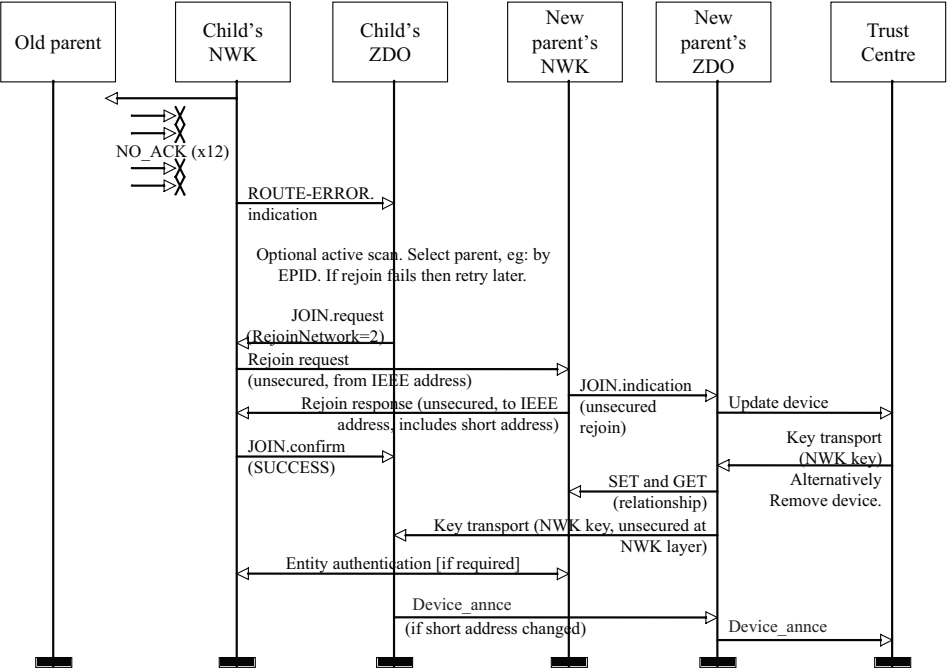 Old parent
Child's
NWK
Child's
ZDO
New
parent's
NWK
New
parent's
ZDO
Trust
Centre
NO_ACK (x12)
ROUTE-ERROR.
indication
Optional active scan. Select parent, eg: by
EPID. If rejoin fails then retry later.
JOIN.request
(RejoinNetwork=2)
Rejoin request
(unsecured, from IEEE address)
JOIN.indication
(unsecured
rejoin)
Rejoin response (unsecured, to IEEE
address, includes short address)
Update device
JOIN.confirm
(SUCCESS)
Key transport
(NWK key)
Alternatively
Remove device.
SET and GET
(relationship)
Key transport (NWK key, unsecured at
NWK layer)
Entity authentication [if required]
Device_annce
(if short address changed)
Device_annce